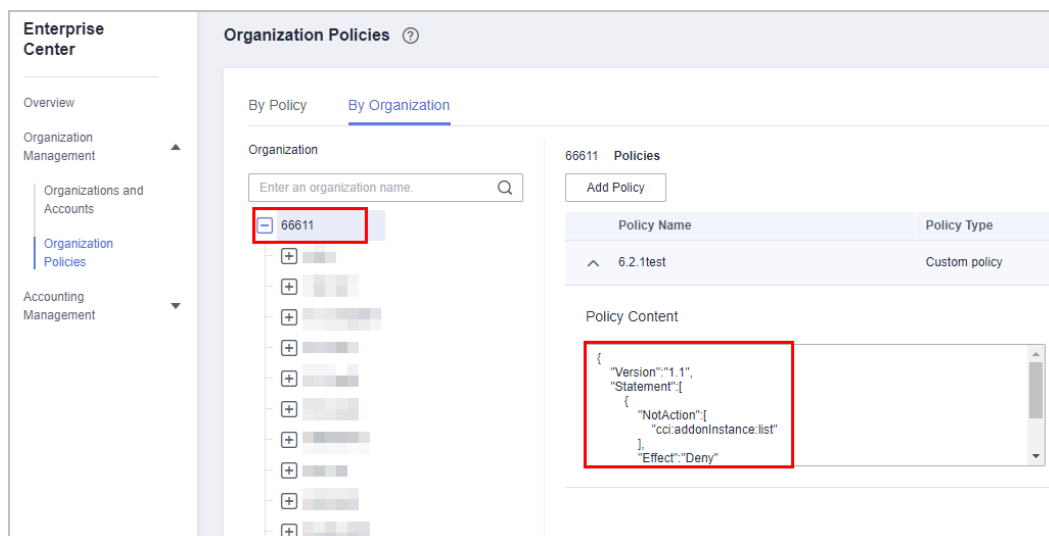 Enterprise
Center
Overview
Organization
Management
Organizations and
Accounts
Organization
Policies
Accounting
Management
Organization Policies ?
By Policy By Organization
Organization
Enter an organization name.
66611
66611 Policies
Add Policy
Policy Name Policy Type
6.2.1test Custom policy
Policy Content
{
"Version":"1.1",
"Statement":[
{
"NotAction":[
"cci:addonInstance:list"
],
"Effect":"Deny"